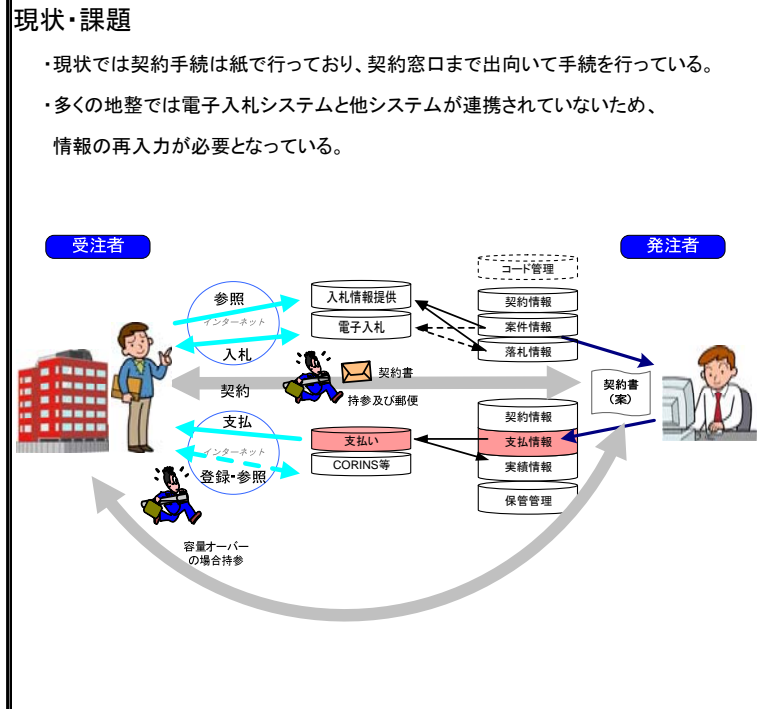 現状・課題
・現状では契約手続は紙で行っており、契約窓口まで出向いて手続を行っている。
・多くの地整では電子入札システムと他システムが連携されていないため、
情報の再入力が必要となっている。
受注者
発注者
コード管理
参照
インターネット
入札
入札情報提供
電子入札
契約情報
案件情報
落札情報
契約
契約書
持参及び郵便
契約書
(案)
支払
インターネット
登録・参照
支払い
CORINS等
契約情報
支払情報
実績情報
保管管理
容量オーバー
の場合持参